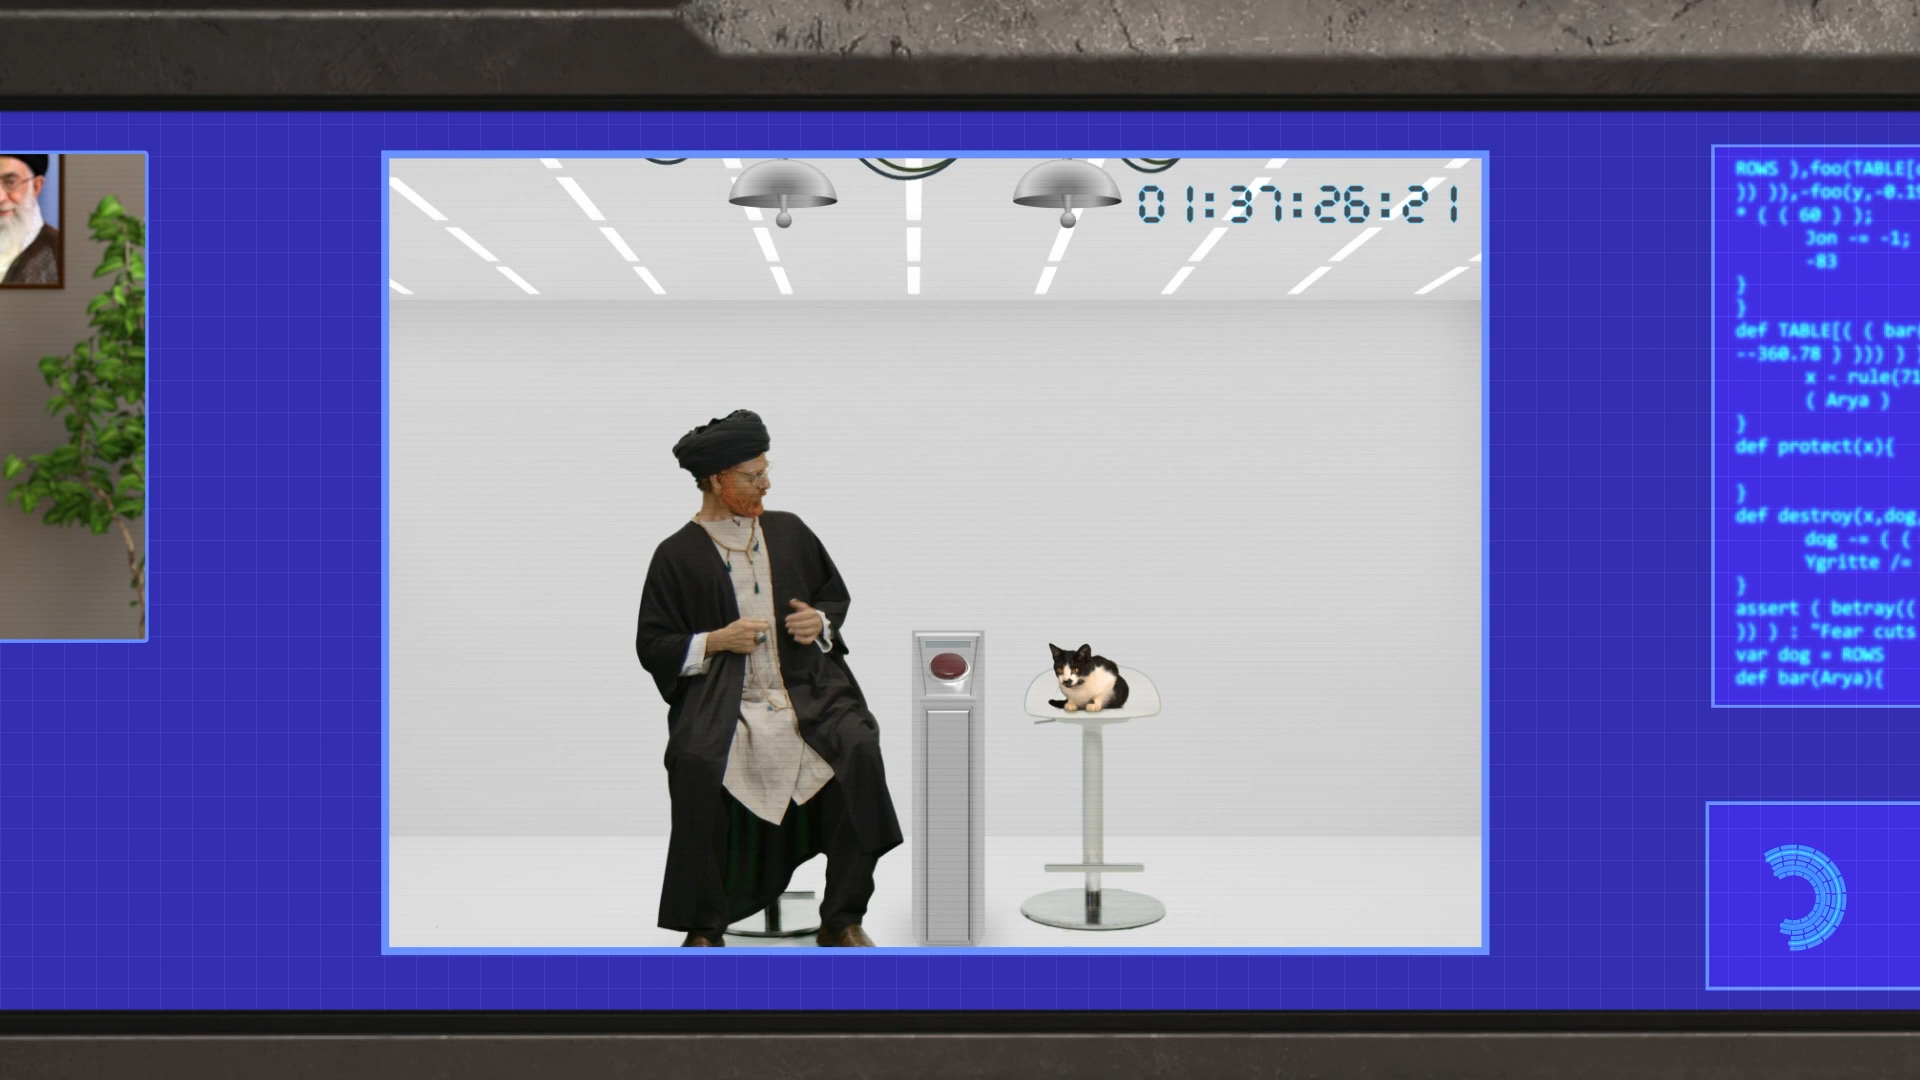 01:37:26:21
ROWS ),foo(TABLE[
)) )),-foo(y,-0.19
* ( ( 60 ) );
Jon -= -1;
-83
}
}
def TABLE[( ( bar(
--360.78 ) ))) ) )
x - rule(71
( Arya )
}
def protect(x){
}
def destroy(x,dog,
dog -= ( (
Ygritte /=
}
assert ( betray((
)) ) : "Fear cuts
var dog = ROWS
def bar(Arya){